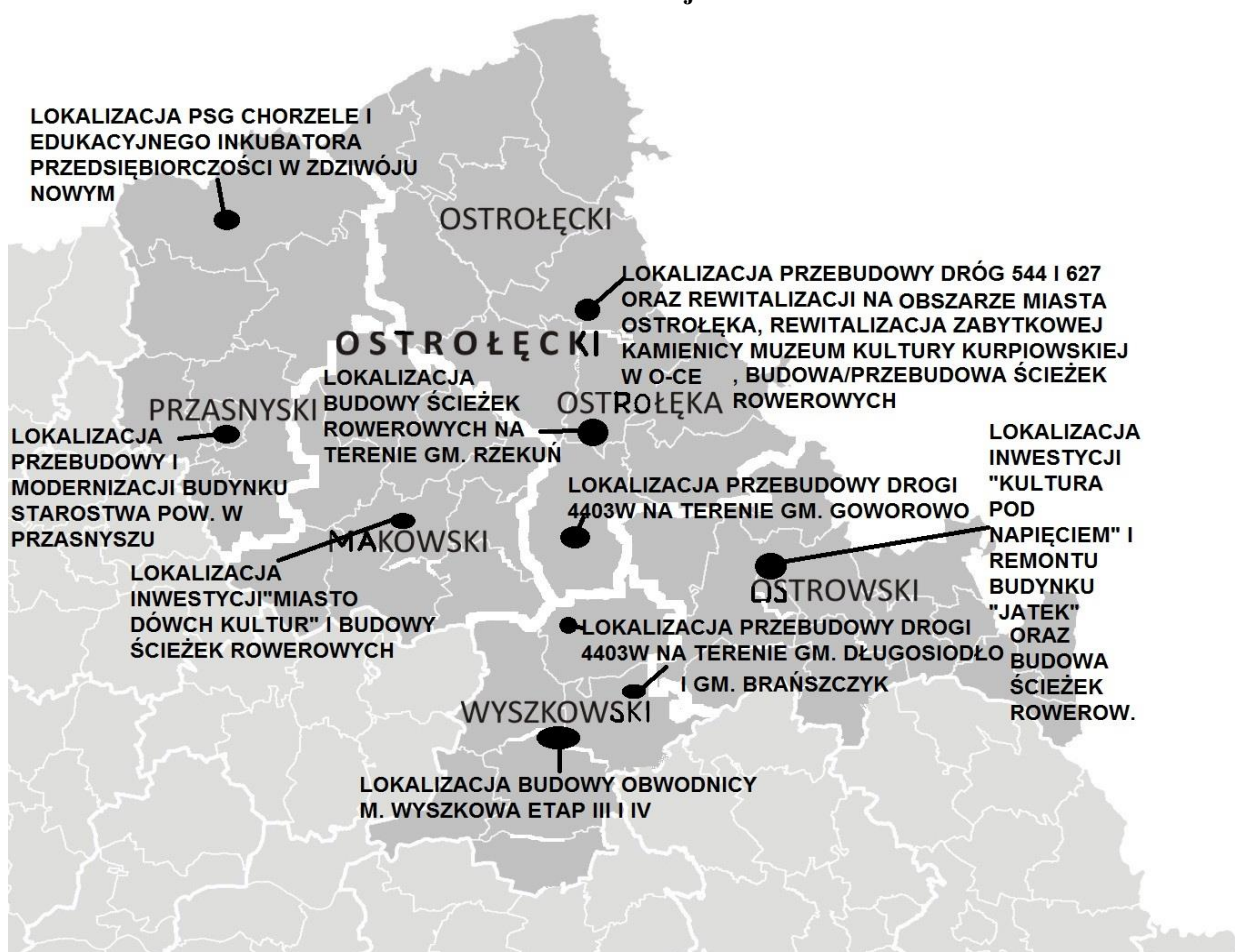 LOKALIZACJA PSG CHORZELE I
EDUKACYJNEGO INKUBATORA
PRZEDSIĘBIORCZOŚCI W ZDZIWÓJU
NOWYM
OSTROŁĘCKI
LOKALIZACJA PRZEBUDOWY DRÓG 544 I 627
ORAZ REWITALIZACJI NA OBSZARZE MIASTA
OSTROŁĘKA, REWITALIZACJA ZABYTKOWEJ
KAMIENICY MUZEUM KULTURY KURPIOWSKIEJ
W O-CE , BUDOWA/PRZEBUDOWA ŚCIEŻEK
ROWEROWYCH
OSTROŁĘCKI
LOKALIZACJA
BUDOWY ŚCIEŻEK
ROWEROWYCH NA
TERENIE GM. RZEKUŃ
OSTROŁĘKA
PRZASNYSKI
LOKALIZACJA
PRZEBUDOWY I
MODERNIZACJI BUDYNKU
STAROSTWA POW. W
PRZASNYSZU
LOKALIZACJA
INWESTYCJI
"KULTURA
POD
NAPIĘCIEM" I
REMONTU
BUDYNKU
"JATEK"
ORAZ
BUDOWA
ŚCIEŻEK
ROWEROW.
LOKALIZACJA PRZEBUDOWY DROGI
4403W NA TERENIE GM. GOWOROWO
MAKOWSKI
LOKALIZACJA
INWESTYCJI"MIASTO
DÓWCH KULTUR" I BUDOWY
ŚCIEŻEK ROWEROWYCH
OSTROWSKI
LOKALIZACJA PRZEBUDOWY DROGI
4403W NA TERENIE GM. DŁUGOSIODŁO
I GM. BRAŃSZCZYK
WYSZKOWSKI
LOKALIZACJA BUDOWY OBWODNICY
M. WYSZKOWA ETAP III I IV